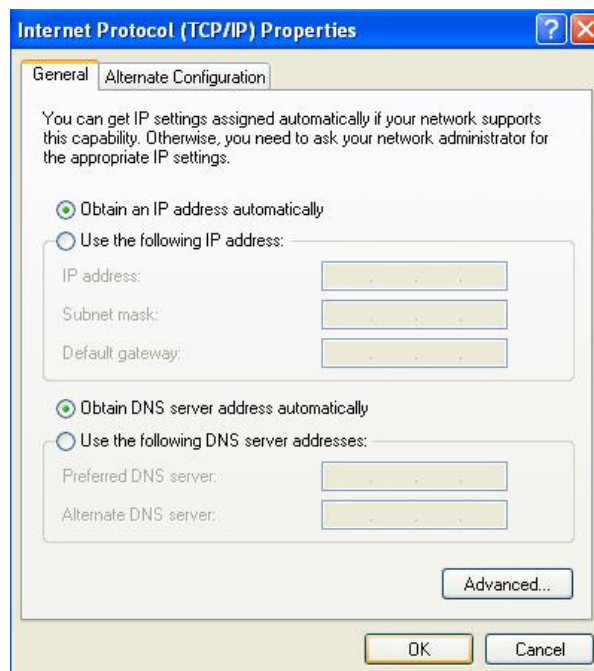 Internet Protocol (TCP/IP) Properties
General
Alternate Configuration
You can get IP settings assigned automatically if your network supports
this capability. Otherwise, you need to ask your network administrator for
the appropriate IP settings.
Obtain an IP address automatically
Use the following IP address:
IP address:
Subnet mask:
Default gateway:
Obtain DNS server address automatically
Use the following DNS server addresses:
Preferred DNS server:
Alternate DNS server:
Advanced...
OK
Cancel